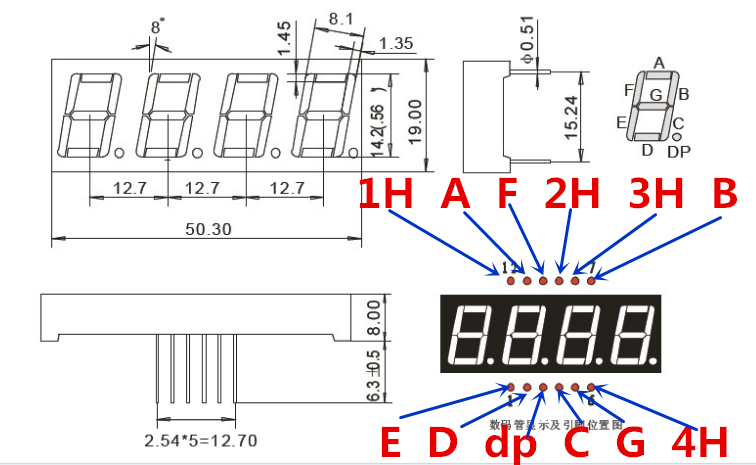 8°
1.45
8.1
1.35
14.2(.56")
19.00
12.7 12.7 12.7
50.30
ϕ0.51
15.24
A
F G B
E C
D DP
1H A F 2H 3H B
7
8.00
6.3±0.5
2.54*5=12.70
1 6
数码管显示及引脚位置图
E D dp C G 4H